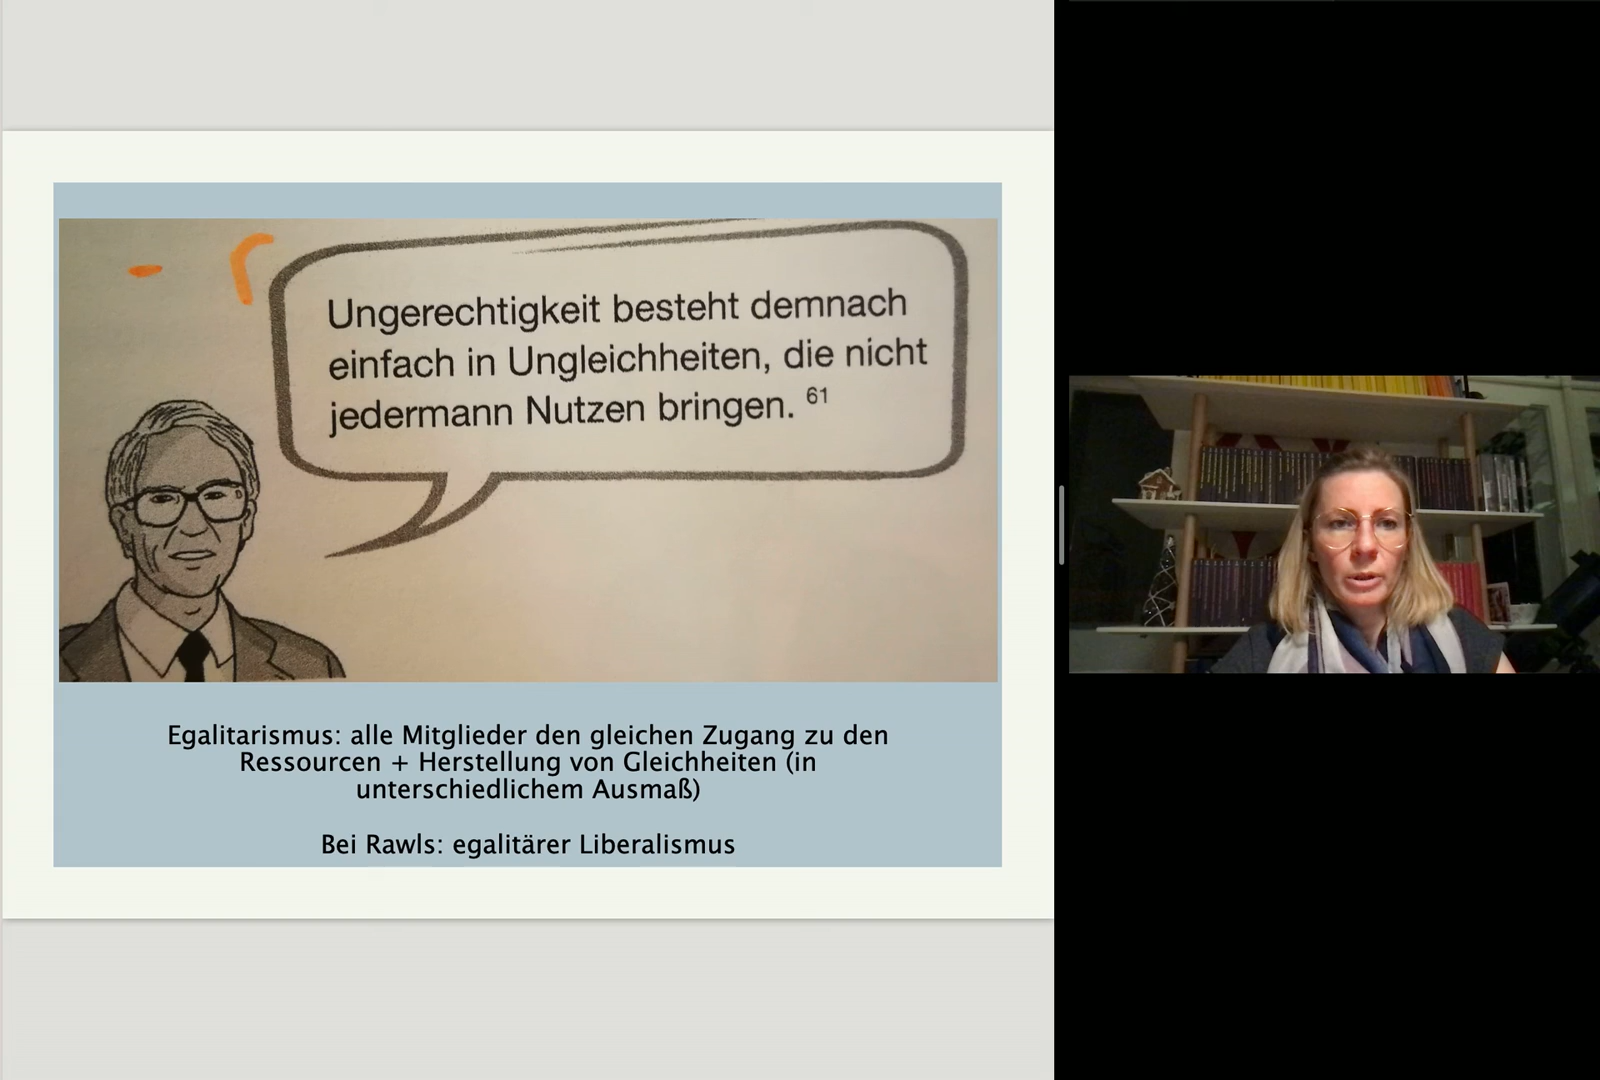 Ungerechtigkeit besteht demnach
einfach in Ungleichheiten, die nicht
jedermann Nutzen bringen. 61
Egalitarismus: alle Mitglieder den gleichen Zugang zu den
Ressourcen + Herstellung von Gleichheiten (in
unterschiedlichem Ausmaß)
Bei Rawls: egalitärer Liberalismus